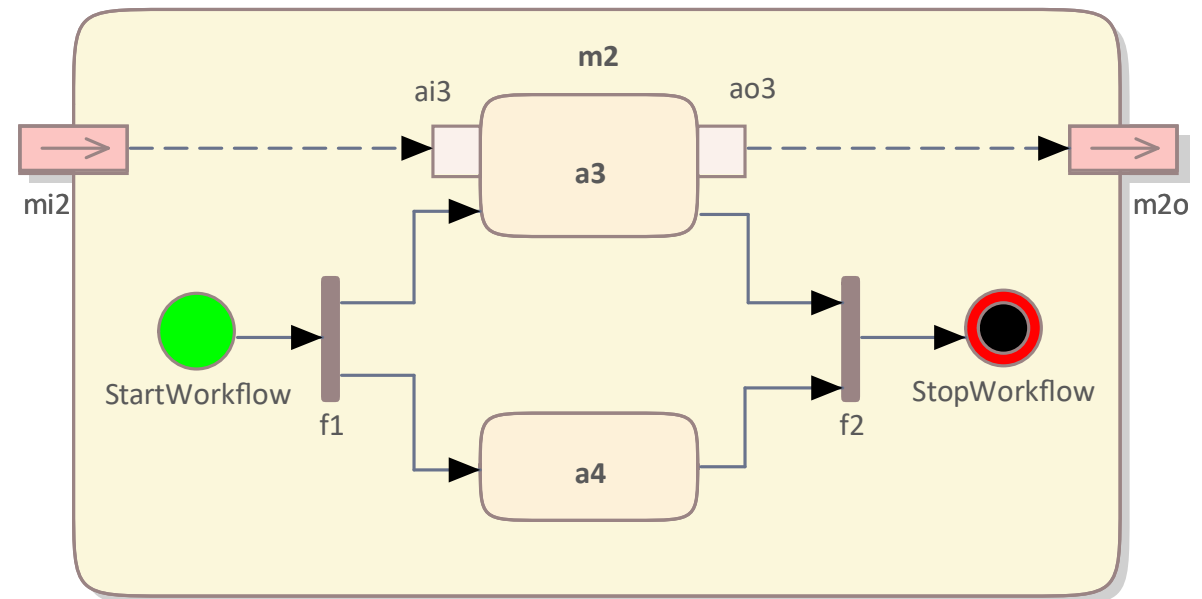 m2
ai3
ao3
a3
mi2
m2o
StartWorkflow
StopWorkflow
f1
f2
a4